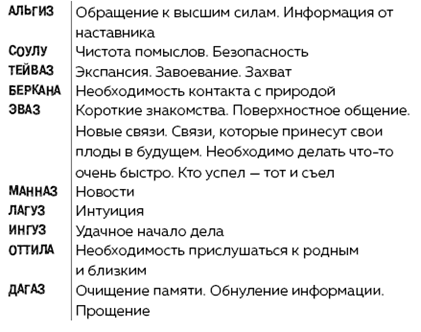 АЛЬГИЗ Обращение к высшим силам. Информация от
наставника
СОУЛУ Чистота помыслов. Безопасность
ТЕЙВАЗ Экспансия. Завоевание. Захват
БЕРКАНА Необходимость контакта с природой
ЭВАЗ Короткие знакомства. Поверхностное общение.
Новые связи. Связи, которые принесут свои
плоды в будущем. Необходимо делать что-то
очень быстро. Кто успел — тот и съел
МАННАЗ Новости
ЛАГУЗ Интуиция
ИНГУЗ Удачное начало дела
ОТТИЛА Необходимость прислушаться к родным
и близким
ДАГАЗ Очищение памяти. Обнуление информации.
Прощение